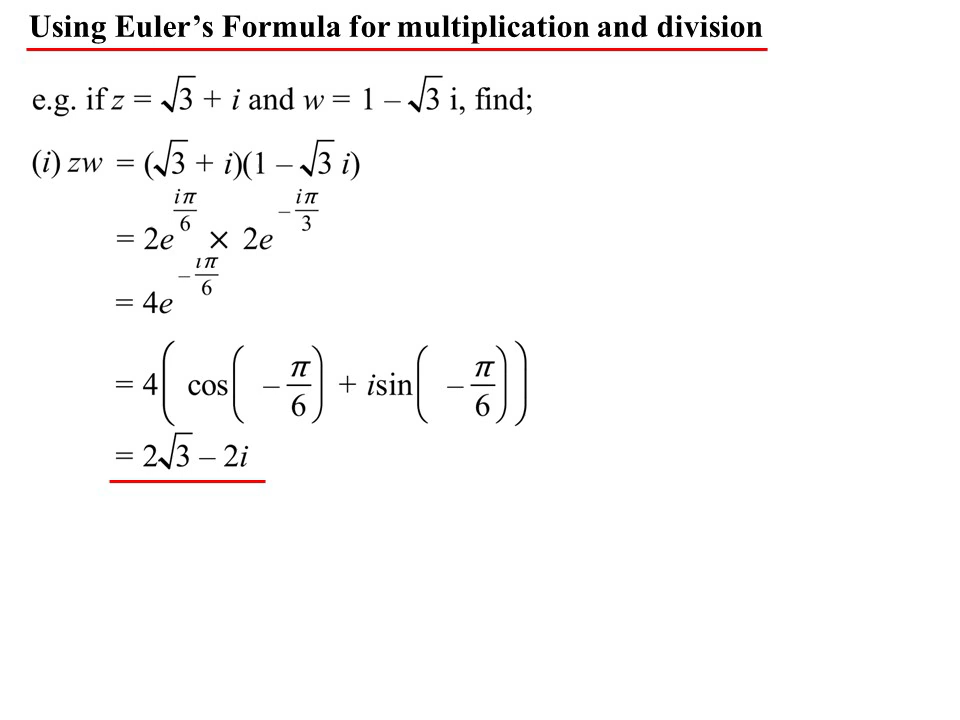 Using Euler’s Formula for multiplication and division
e.g. if z = √3 + i and w = 1 – √3 i, find;
(i) zw = (√3 + i)(1 – √3 i)
= 2e^(iπ/6) × 2e^(–iπ/3)
= 4e^(–iπ/6)
= 4(cos(–π/6) + isin(–π/6))
= 2√3 – 2i